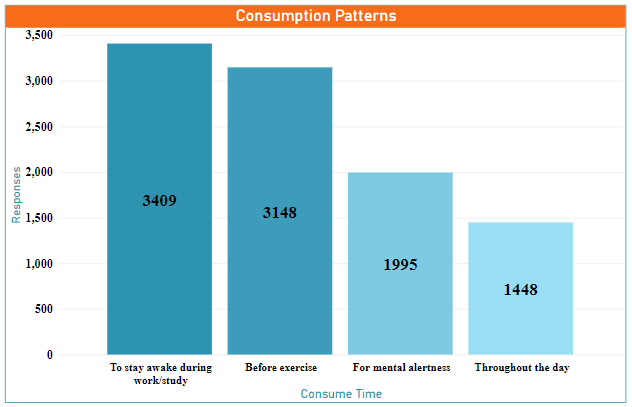 Consumption Patterns
3,500
3,000
2,500
2,000
1,500
1,000
500
0
Responses
3409
3148
1995
1448
To stay awake during
work/study
Before exercise
For mental alertness
Throughout the day
Consume Time